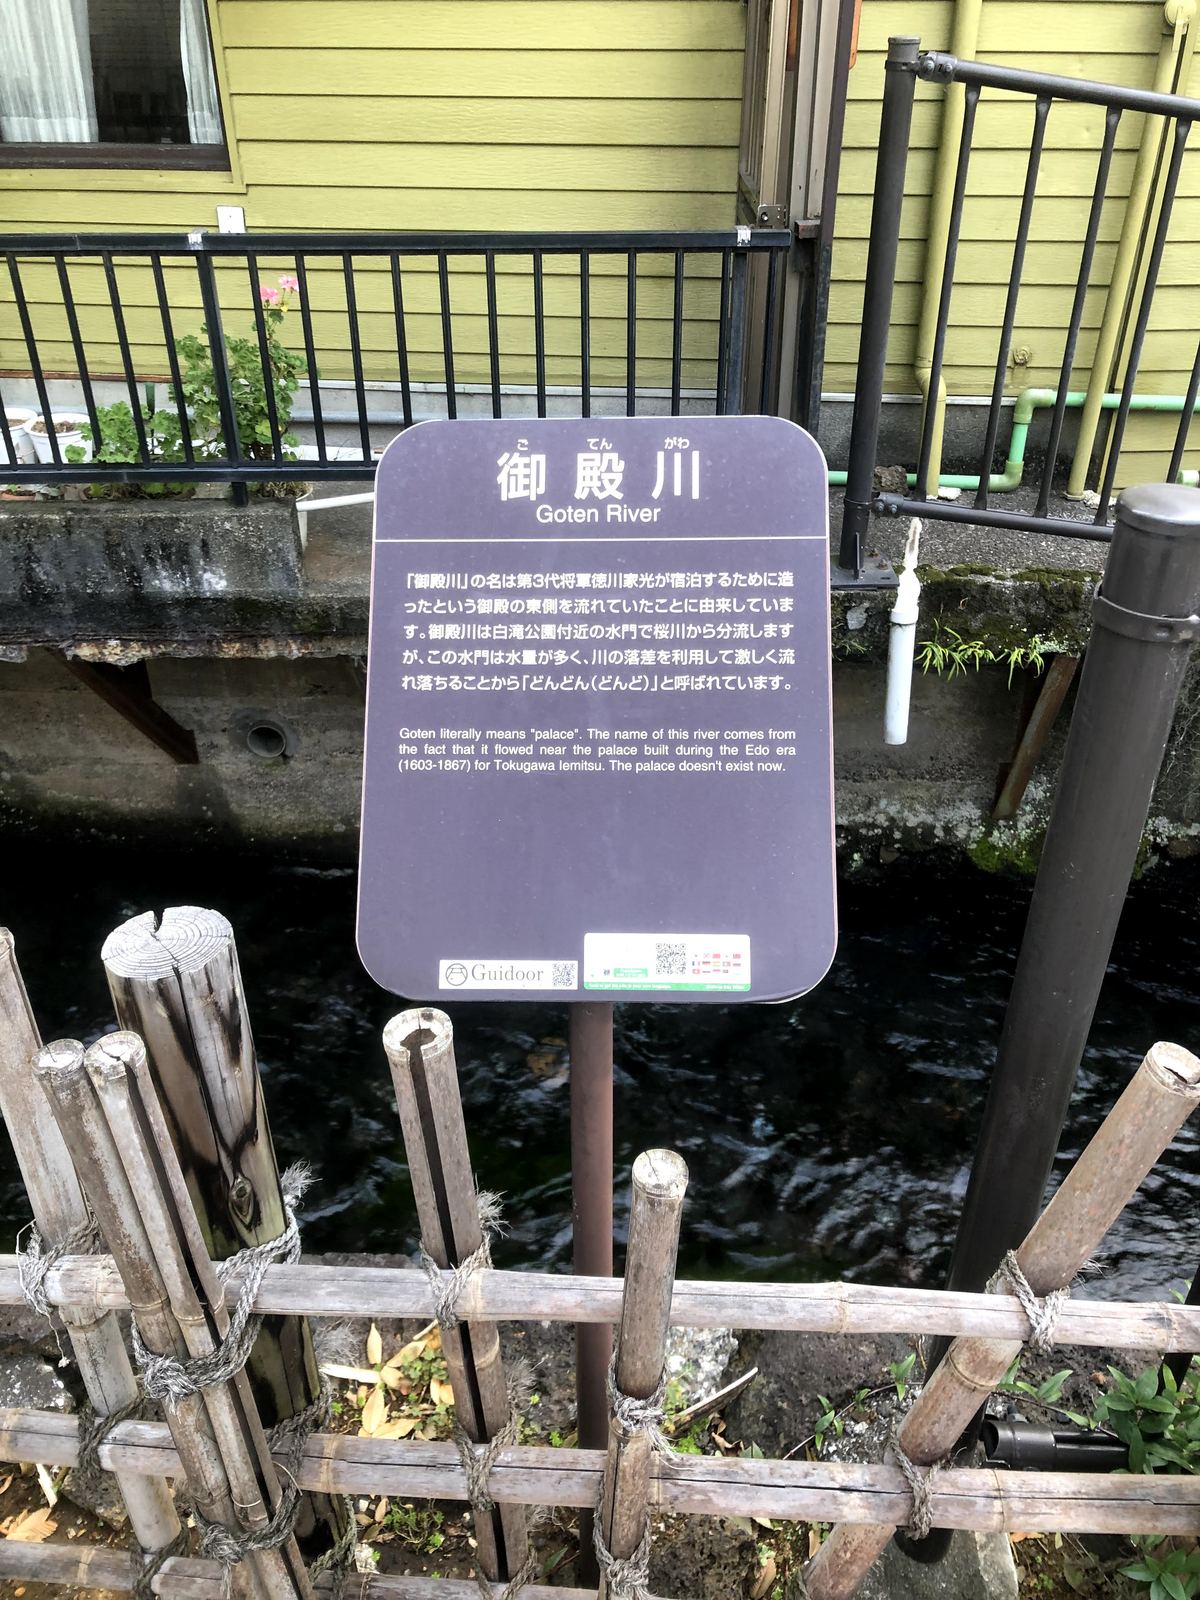 ご てん がわ
御殿川
Goten River
「御殿川」の名は第3代将軍徳川家光が宿泊するために造
ったという御殿の東側を流れていたことに由来していま
す。御殿川は白滝公園付近の水門で桜川から分流します
が、この水門は水量が多く、川の落差を利用して激しく流
れ落ちることから「どんどん(どんど)」と呼ばれています。
Goten literally means "palace". The name of this river comes from
the fact that it flowed near the palace built during the Edo era
(1603-1867) for Tokugawa Iemitsu. The palace doesn't exist now.
Guidoor